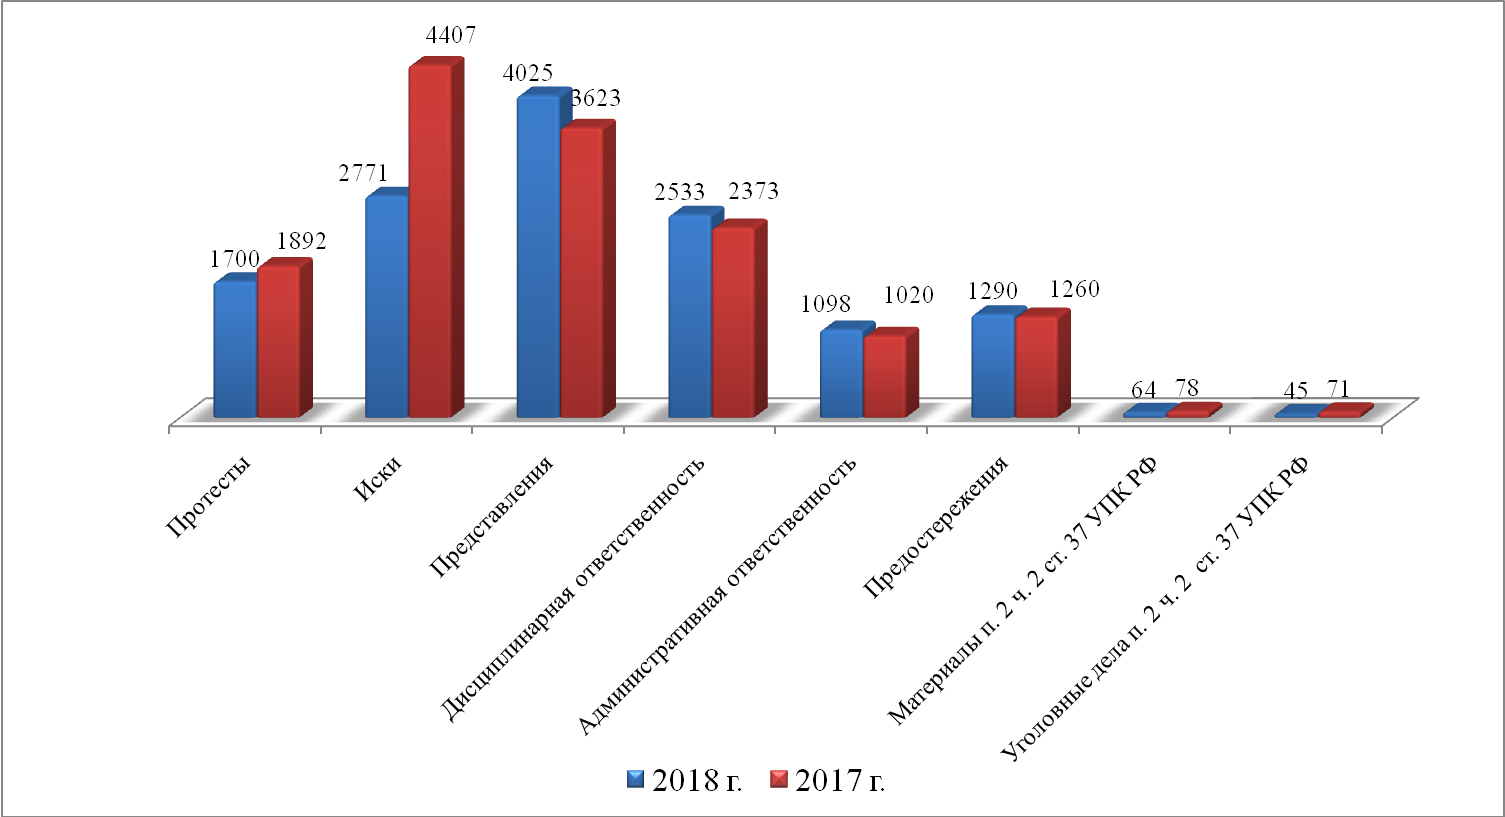 4407
4025
3623
2771
2533
2373
1700
1892
1098
1020
1290
1260
64
78
45
71
Протесты
Иски
Представления
Дисциплинарная ответственность
Административная ответственность
Предостережения
Материалы п. 2 ч. 2 ст. 37 УПК РФ
Уголовные дела п. 2 ч. 2 ст. 37 УПК РФ
2018 г.
2017 г.